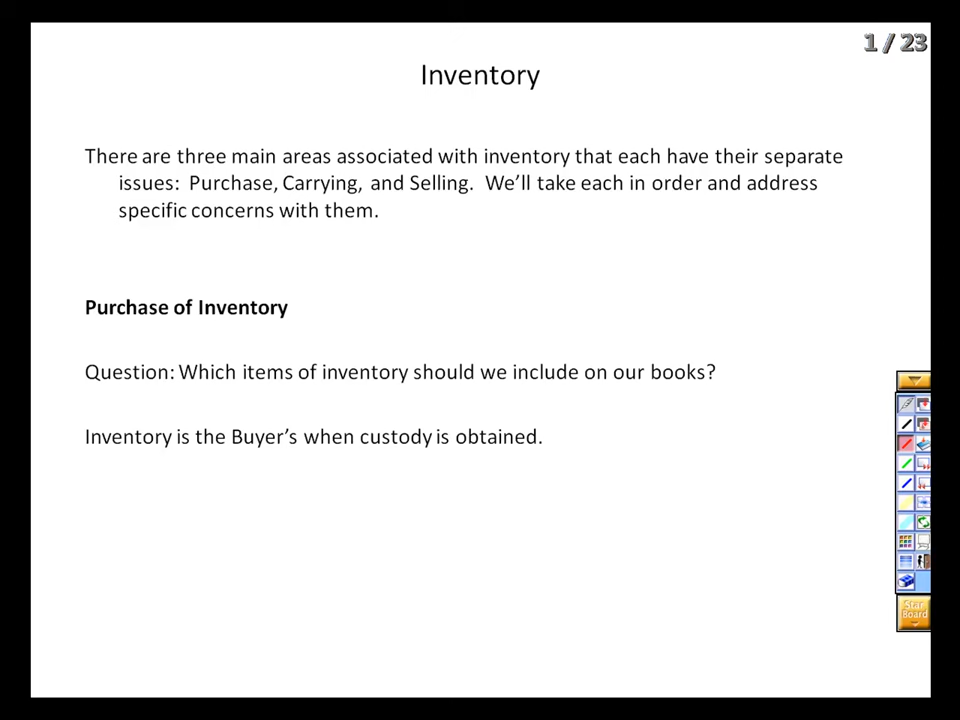 1 / 23
Inventory
There are three main areas associated with inventory that each have their separate
issues:  Purchase, Carrying, and Selling.  We’ll take each in order and address
specific concerns with them.
Purchase of Inventory
Question: Which items of inventory should we include on our books?
Inventory is the Buyer’s when custody is obtained.
Star
Board